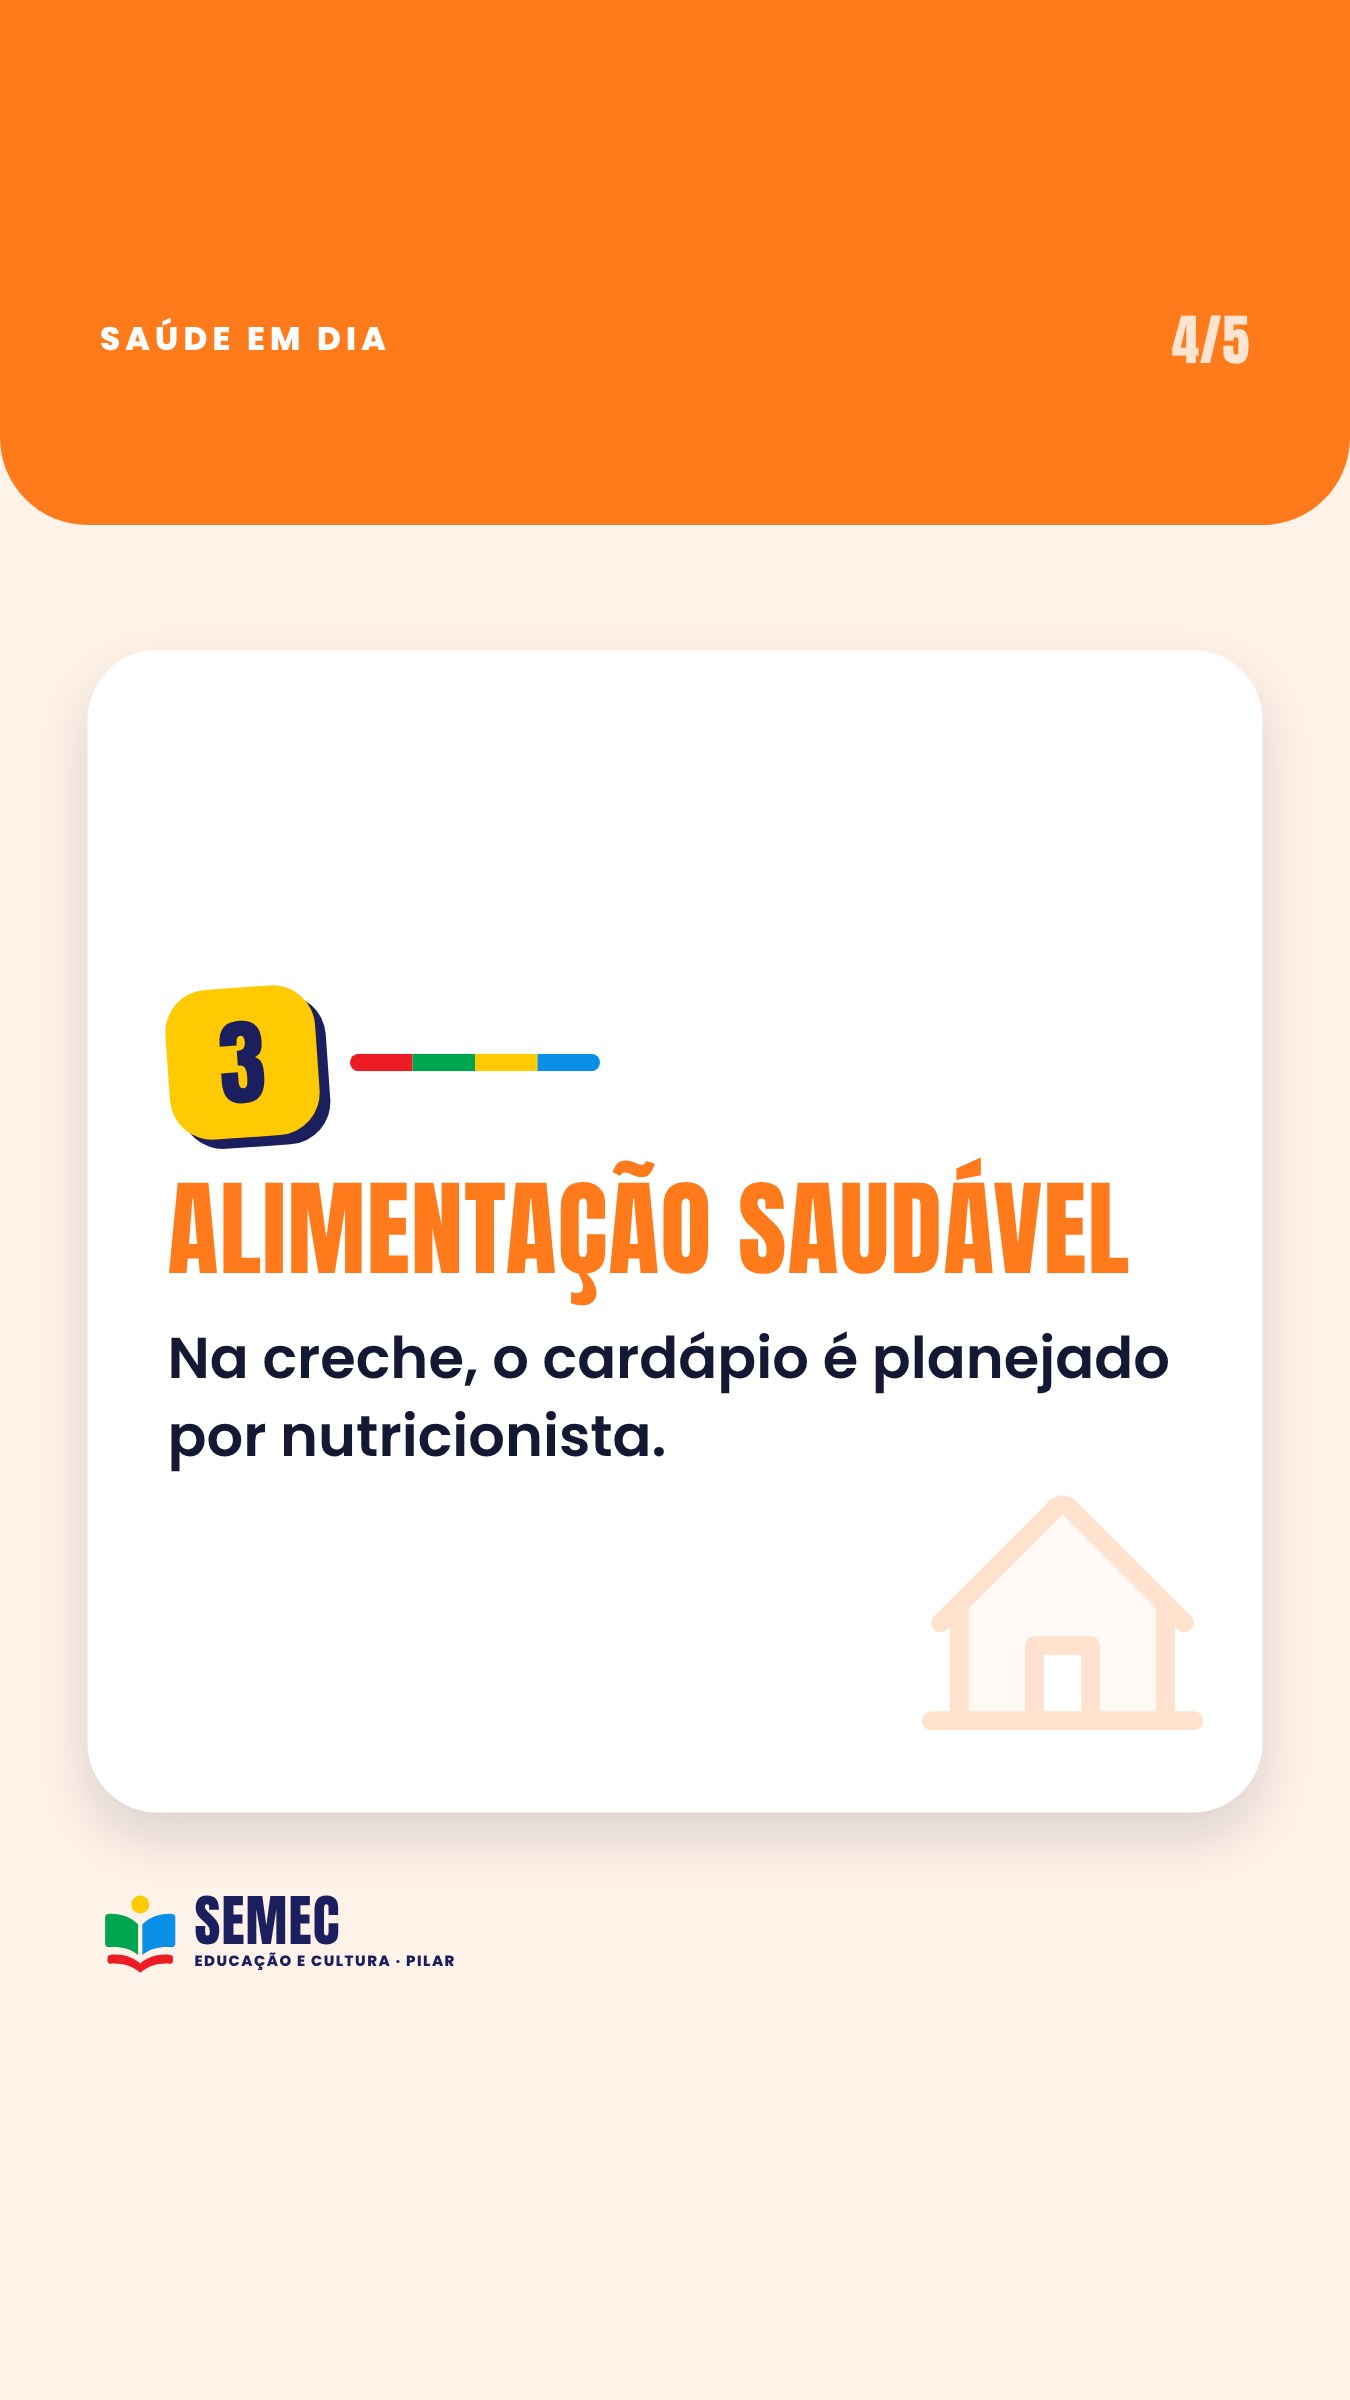 SAÚDE EM DIA
4/5
3
ALIMENTAÇÃO SAUDÁVEL
Na creche, o cardápio é planejado
por nutricionista.
SEMEC
EDUCAÇÃO E CULTURA · PILAR